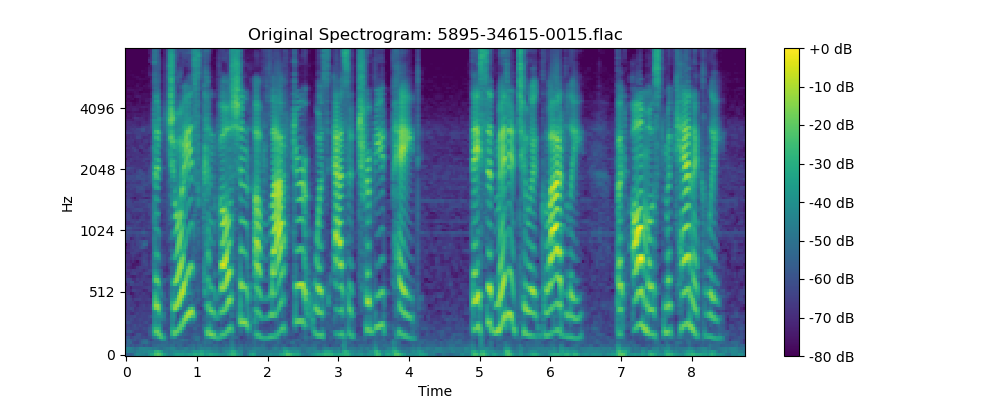 Original Spectrogram: 5895-34615-0015.flac
Hz
4096
2048
1024
512
0
0 1 2 3 4 5 6 7 8
Time
+0 dB
-10 dB
-20 dB
-30 dB
-40 dB
-50 dB
-60 dB
-70 dB
-80 dB